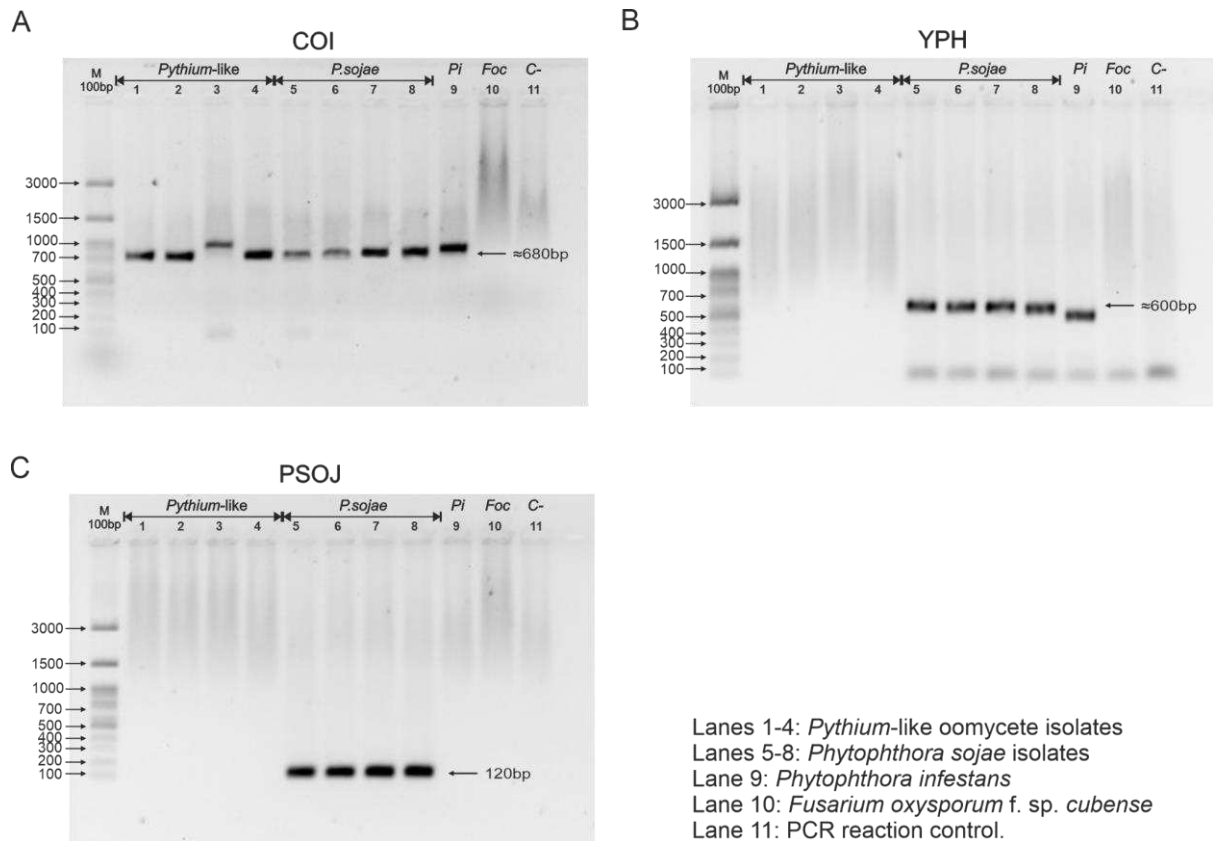 A
COI
M
100bp
Pythium-like
P.sojae
Pi
Foc
C-
1 2 3 4 5 6 7 8 9 10 11
3000
1500
1000
700
500
400
300
200
100
≈680bp
B
YPH
M
100bp
Pythium-like
P.sojae
Pi
Foc
C-
1 2 3 4 5 6 7 8 9 10 11
3000
1500
1000
700
500
400
300
200
100
≈600bp
C
PSOJ
M
100bp
Pythium-like
P.sojae
Pi
Foc
C-
1 2 3 4 5 6 7 8 9 10 11
3000
1500
1000
700
500
400
300
200
100
120bp
Lanes 1-4: Pythium-like oomycete isolates
Lanes 5-8: Phytophthora sojae isolates
Lane 9: Phytophthora infestans
Lane 10: Fusarium oxysporum f. sp. cubense
Lane 11: PCR reaction control.